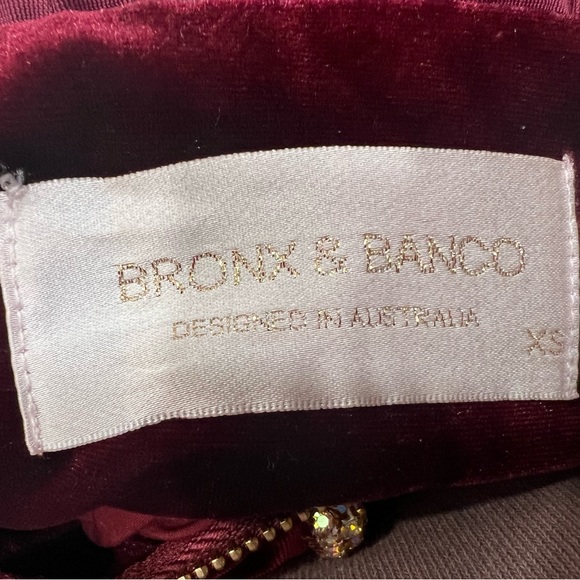 BRONX & BANCO
DESIGNED IN AUSTRALIA
XS